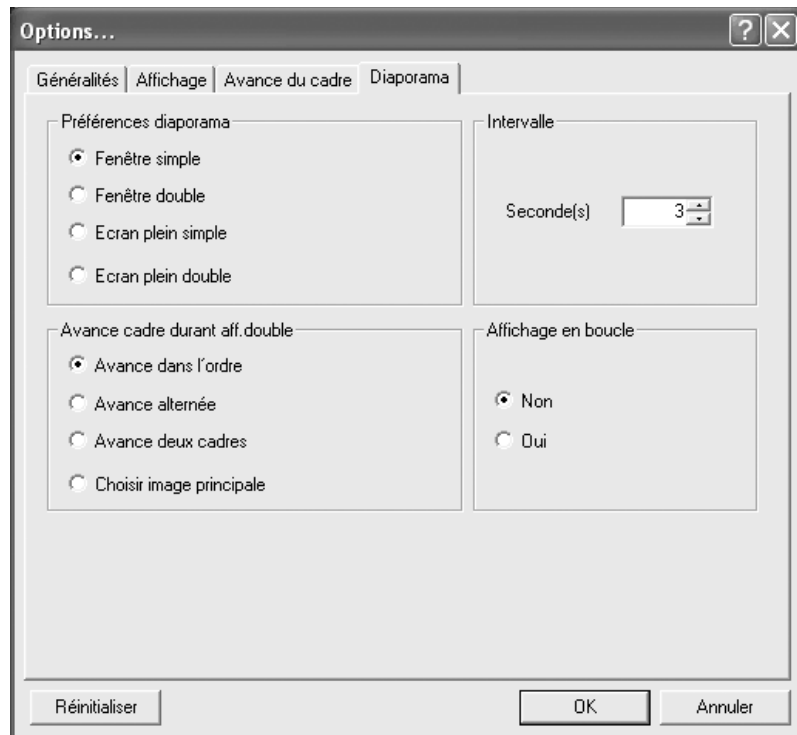 Options...
Généralités
Affichage
Avance du cadre
Diaporama
Préférences diaporama
Fenêtre simple
Fenêtre double
Ecran plein simple
Ecran plein double
Intervalle
Seconde(s)
3
Avance cadre durant aff.double
Avance dans l'ordre
Avance alternée
Avance deux cadres
Choisir image principale
Affichage en boucle
Non
Oui
Réinitialiser
OK
Annuler